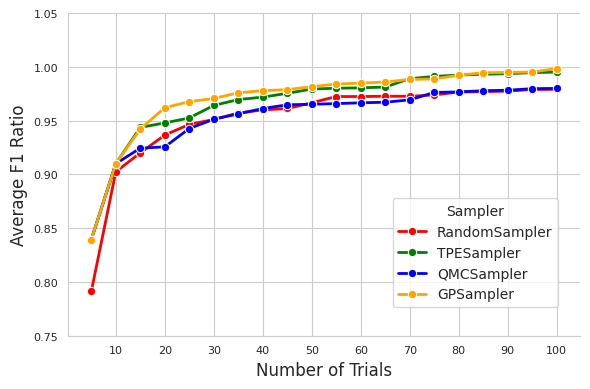 1.05
1.00
0.95
0.90
0.85
0.80
0.75
Average F1 Ratio
Sampler
RandomSampler
TPESampler
QMCSampler
GPSampler
10 20 30 40 50 60 70 80 90 100
Number of Trials